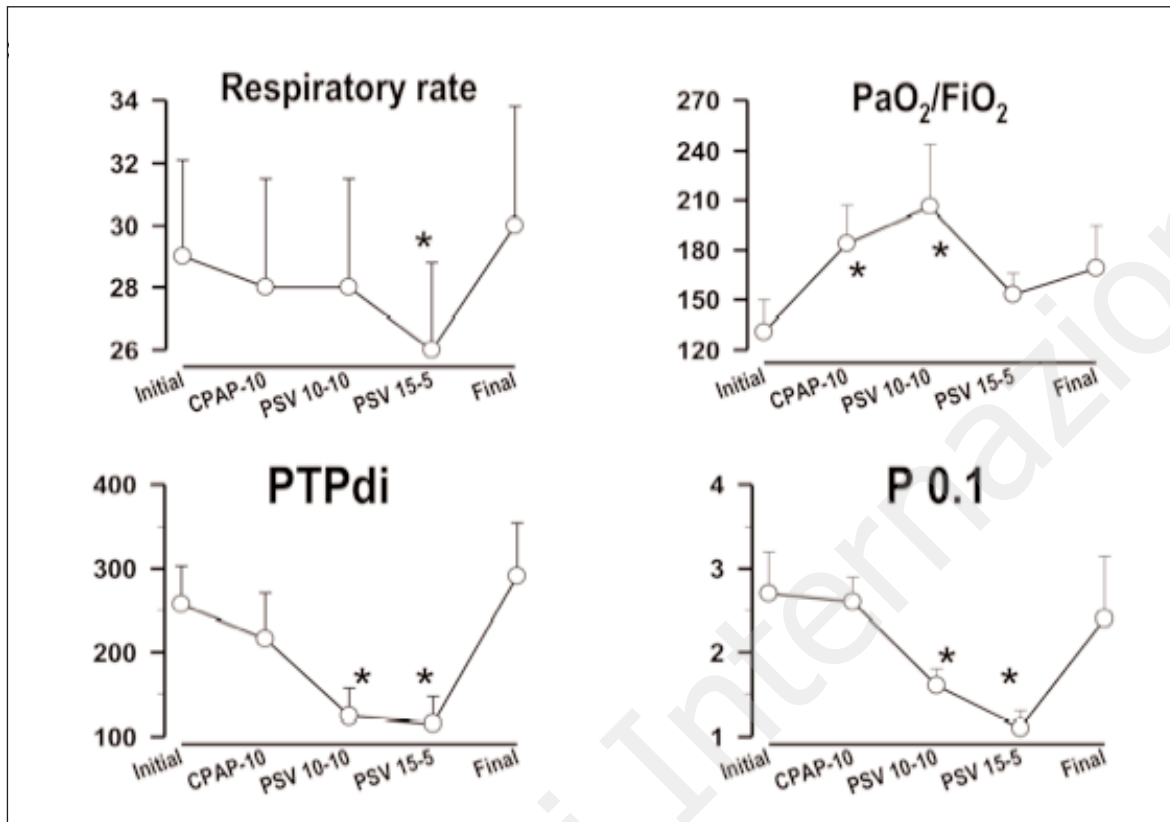 Respiratory rate
34
32
30
28
26
*
Initial
CPAP-10
PSV 10-10
PSV 15-5
Final
PaO₂/FiO₂
270
240
210
180
150
120
*
*
Initial
CPAP-10
PSV 10-10
PSV 15-5
Final
PTPdi
400
300
200
100
*
*
Initial
CPAP-10
PSV 10-10
PSV 15-5
Final
P 0.1
4
3
2
1
*
*
Initial
CPAP-10
PSV 10-10
PSV 15-5
Final